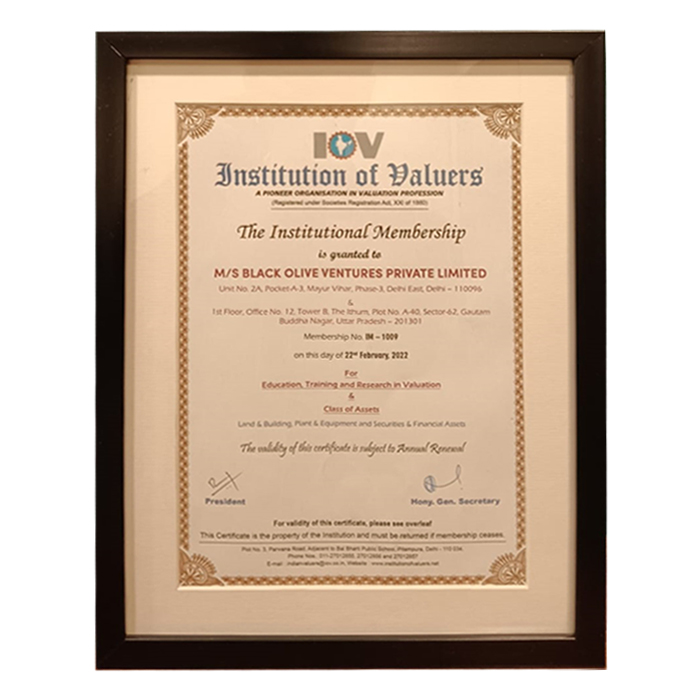 IOV
Institution of Valuers
A PIONEER ORGANISATION IN VALUATION PROFESSION
(Registered under Societies Registration Act, XXI of 1860)
The Institutional Membership
is granted to
M/S BLACK OLIVE VENTURES PRIVATE LIMITED
Unit No. 2A, Pocket-A-3, Mayur Vihar, Phase-3, Delhi East, Delhi – 110096
&
1st Floor, Office No. 12, Tower B, The Ithum, Plot No. A-40, Sector-62, Gautam
Buddha Nagar, Uttar Pradesh – 201301
Membership No. IM – 1009
on this day of 22nd February, 2022
For
Education, Training and Research in Valuation
&
Class of Assets
Land & Building, Plant & Equipment and Securities & Financial Assets
The validity of this certificate is subject to Annual Renewal
President
Hony. Gen. Secretary
For validity of this certificate, please see overleaf
This Certificate is the property of the Institution and must be returned if membership ceases.
Plot No. 3, Parwana Road, Adjacent to Bal Bharti Public School, Pitampura, Delhi - 110 034.
Phone Nos.: 011-27012855, 27012856 and 27012857
E-mail : Website : www.institutionofvaluers.net